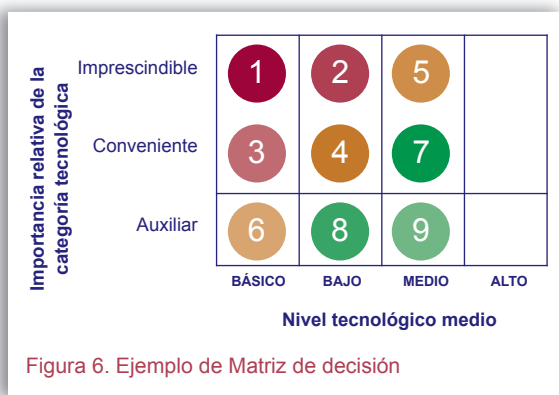 Importancia relativa de la
categoría tecnológica
Imprescindible
1
2
5
Conveniente
3
4
7
Auxiliar
6
8
9
BÁSICO
BAJO
MEDIO
ALTO
Nivel tecnológico medio
Figura 6. Ejemplo de Matriz de decisión